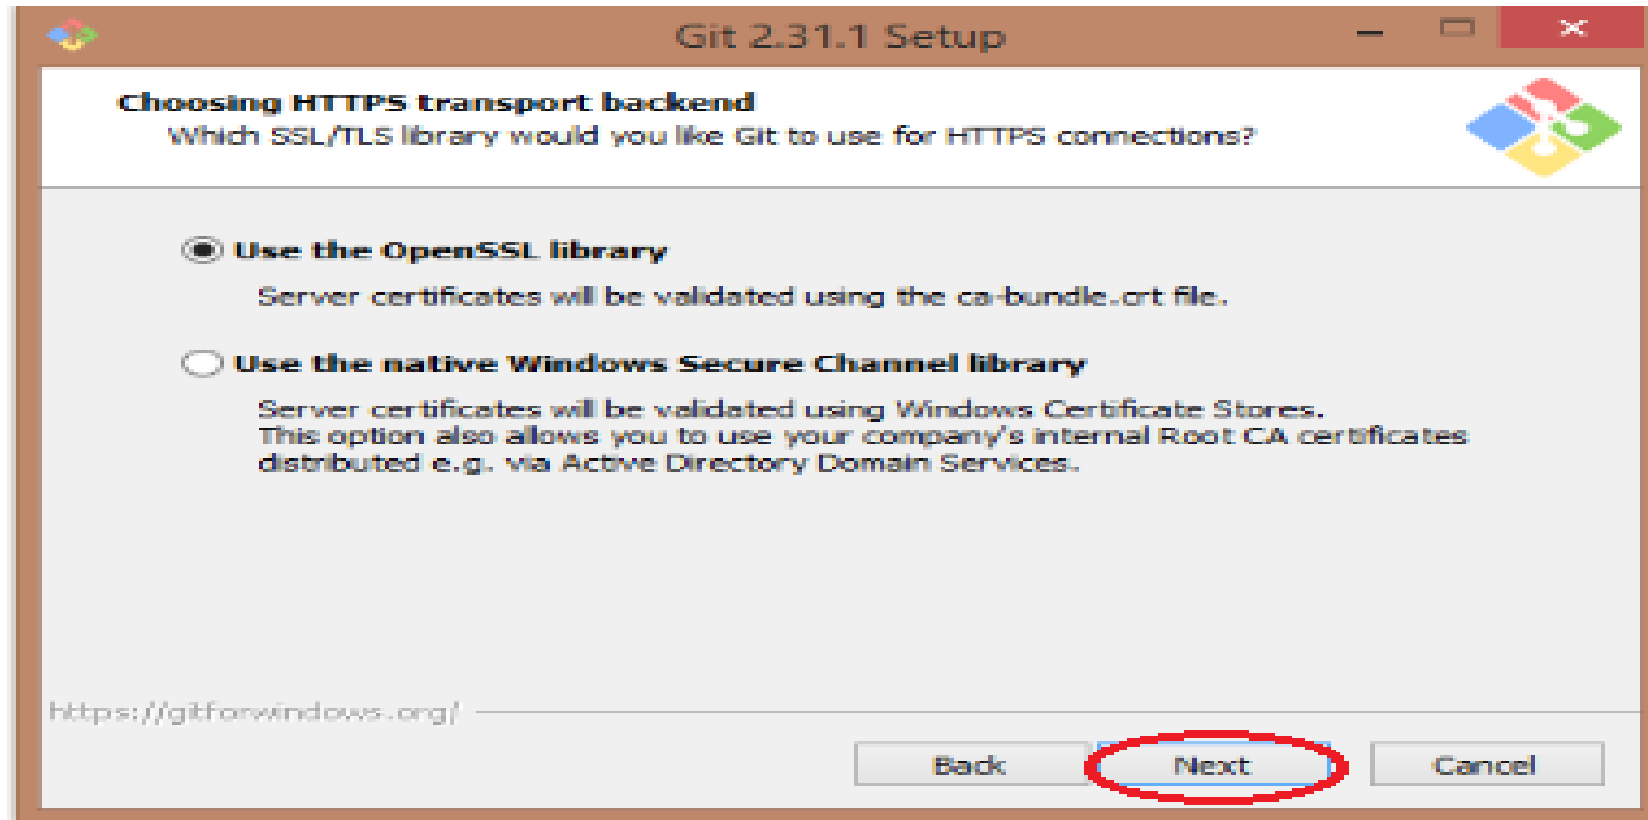 Git 2.31.1 Setup
Choosing HTTPS transport backend
Which SSL/TLS library would you like Git to use for HTTPS connections?
Use the OpenSSL library
Server certificates will be validated using the ca-bundle.crt file.
Use the native Windows Secure Channel library
Server certificates will be validated using Windows Certificate Stores.
This option also allows you to use your company's internal Root CA certificates
distributed e.g. via Active Directory Domain Services.
https://gitforwindows.org/
Back Next Cancel